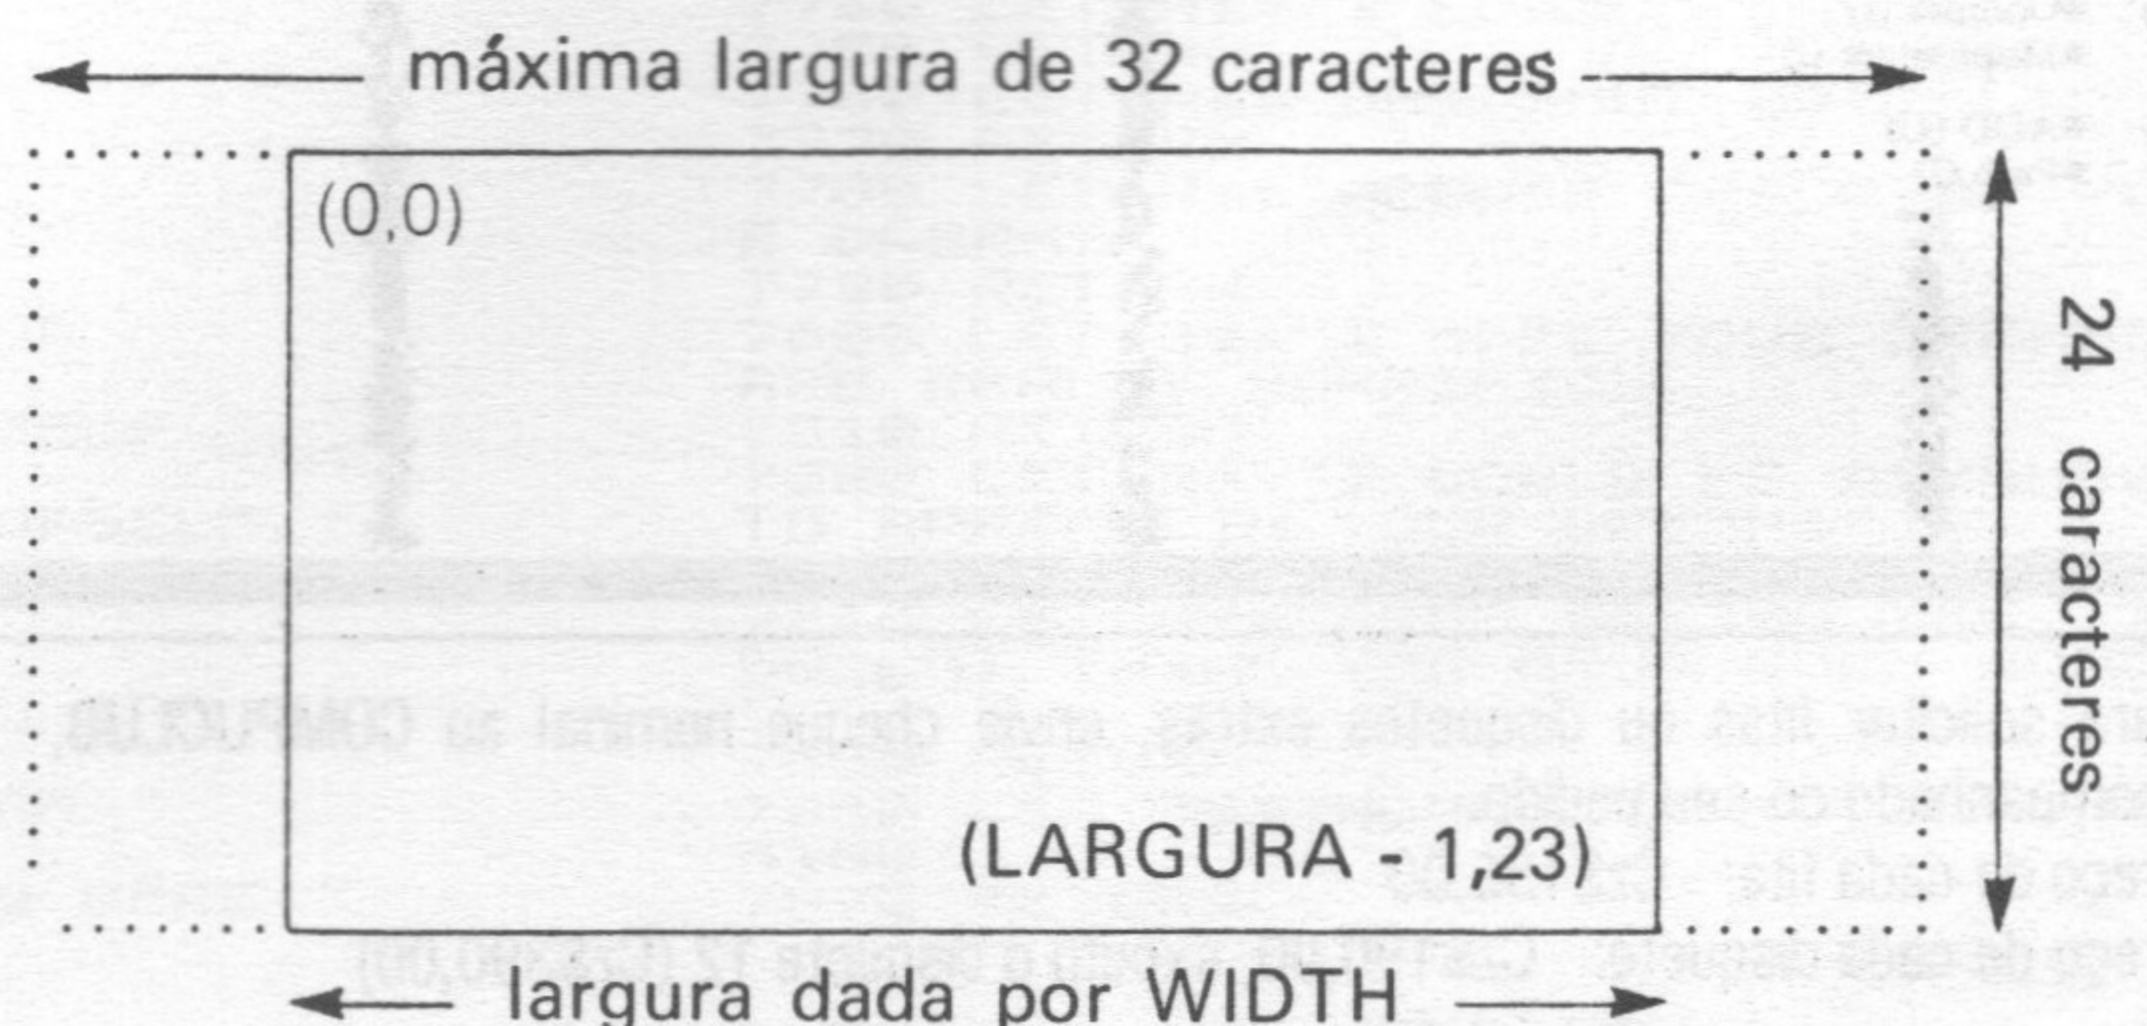 máxima largura de 32 caracteres
(0,0)
24 caracteres
(LARGURA - 1,23)
largura dada por WIDTH